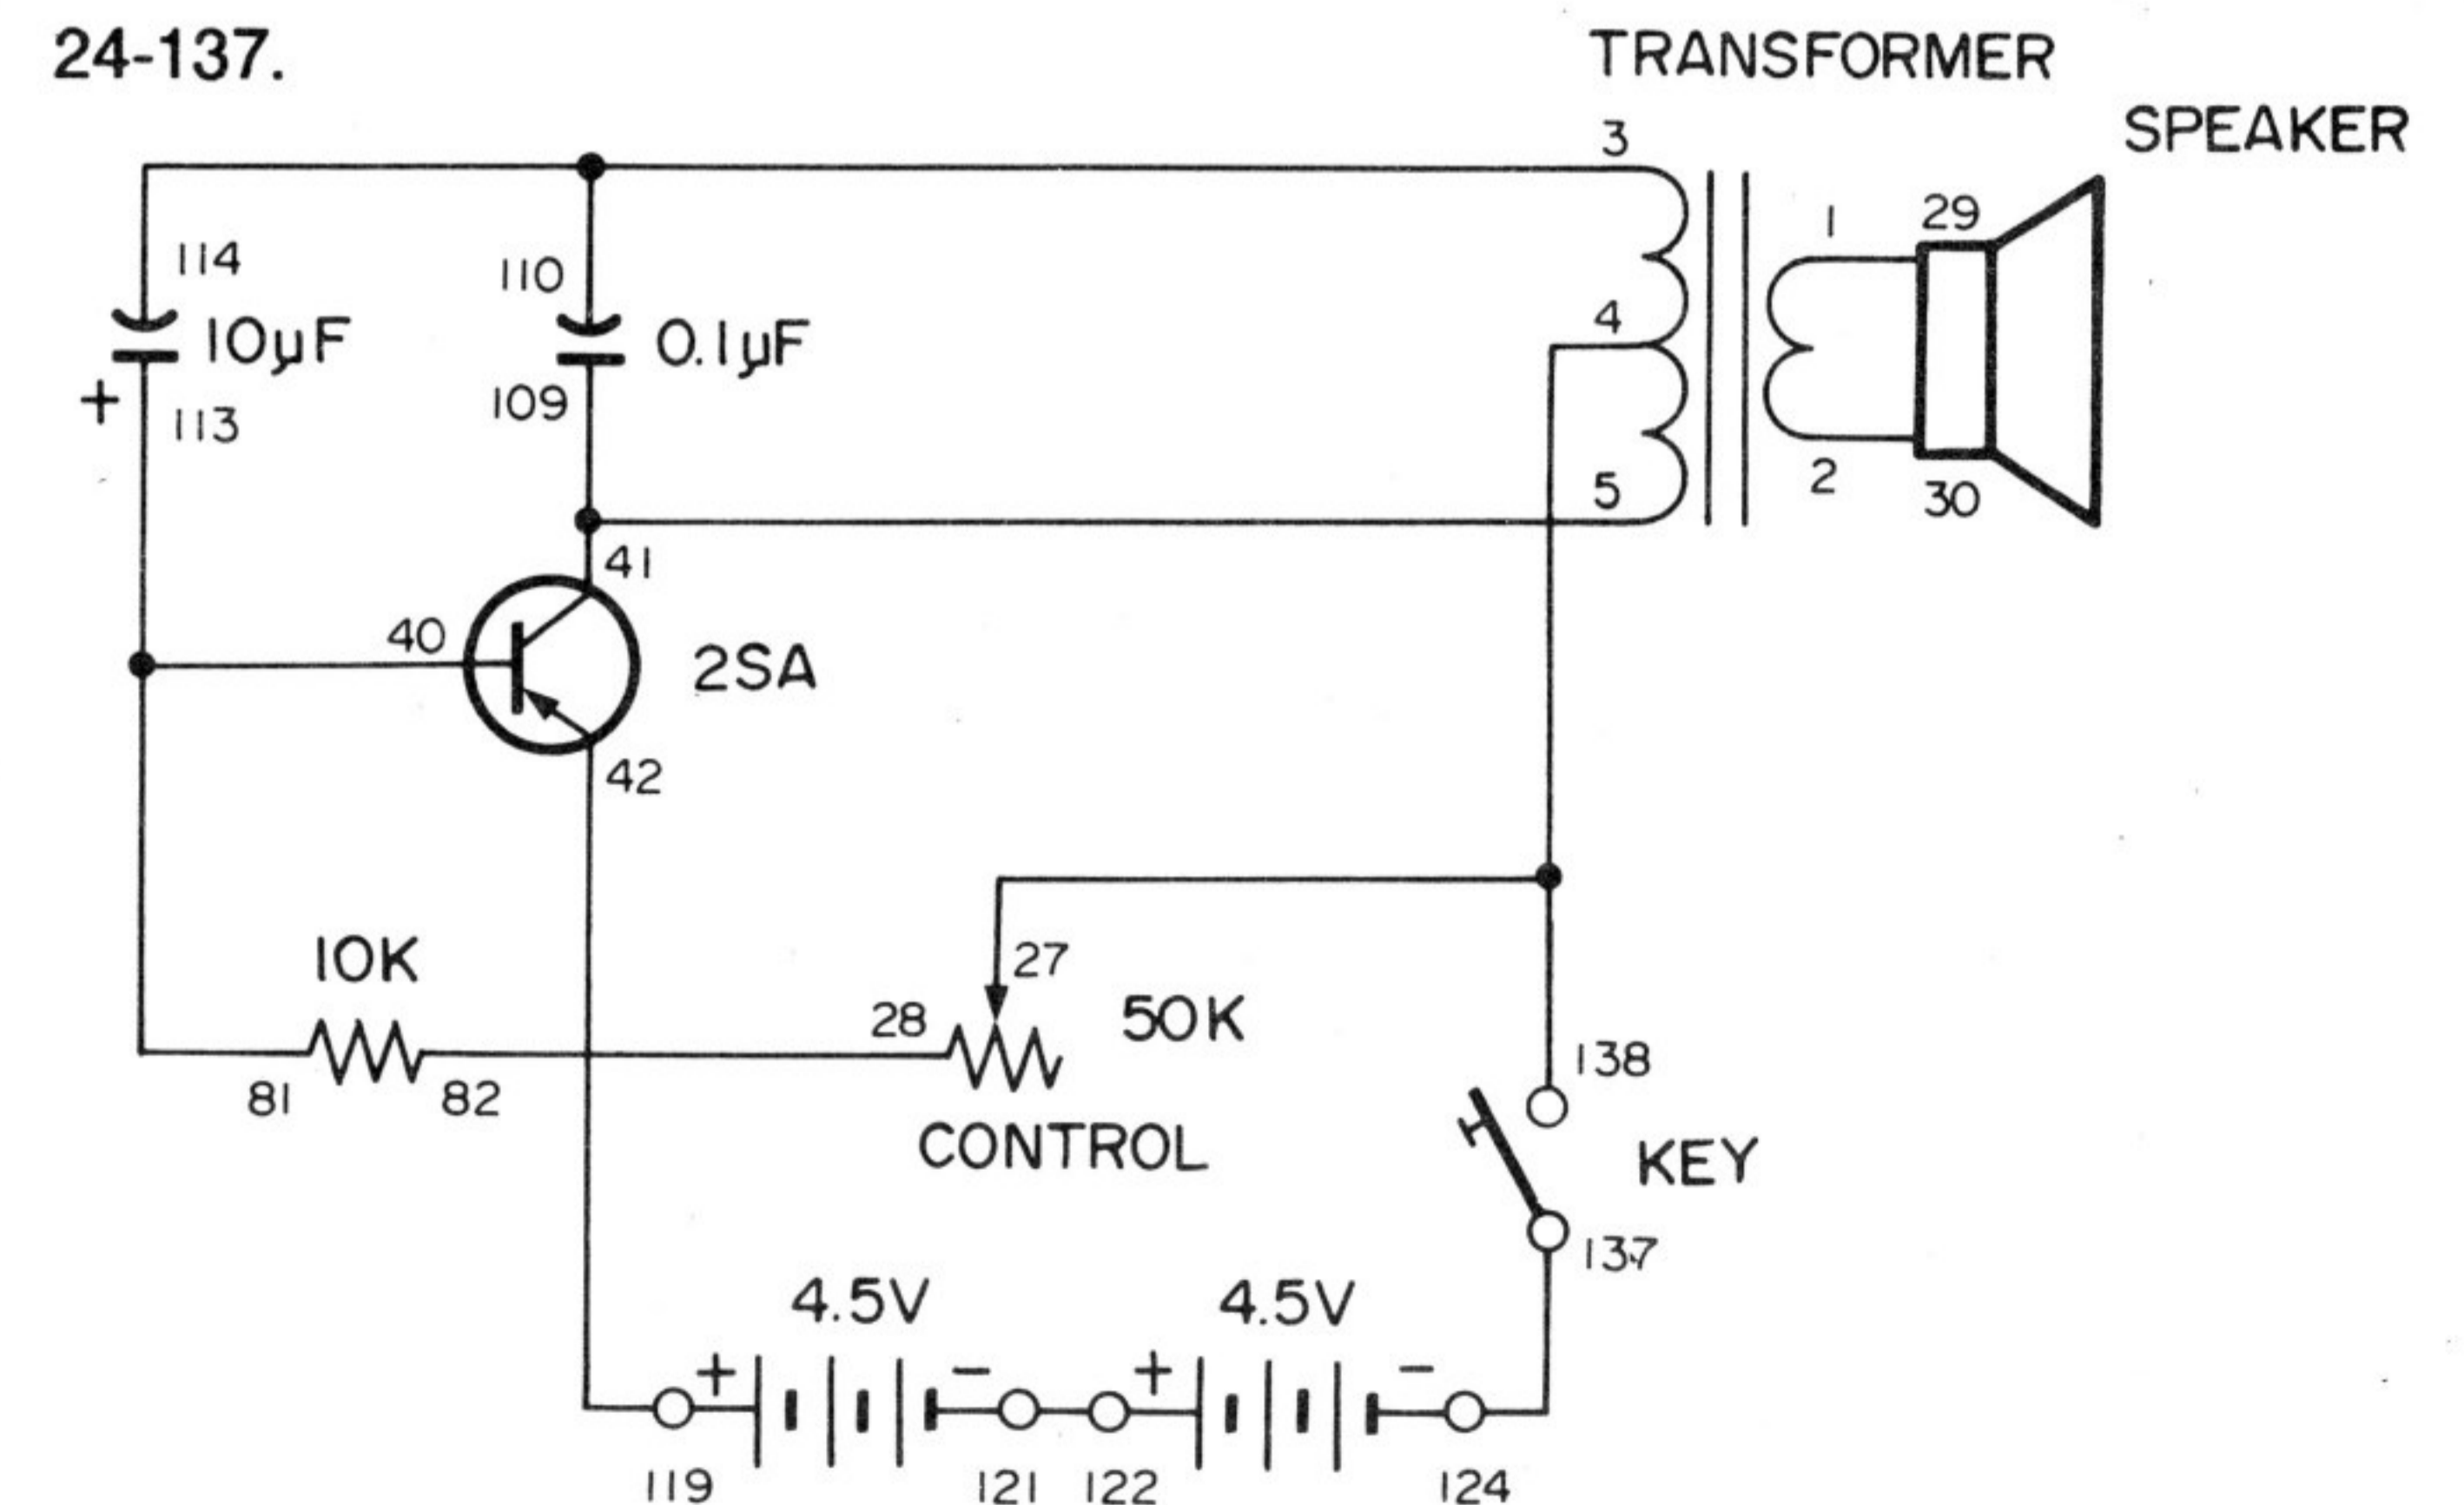 24-137.
TRANSFORMER
SPEAKER
3
114
110
1
29
10µF
0.1µF
4
+
113
109
5
2
30
41
40
2SA
42
10K
27
28
50K
138
81
82
CONTROL
KEY
137
4.5V
4.5V
+
−
+
−
119
121
122
124